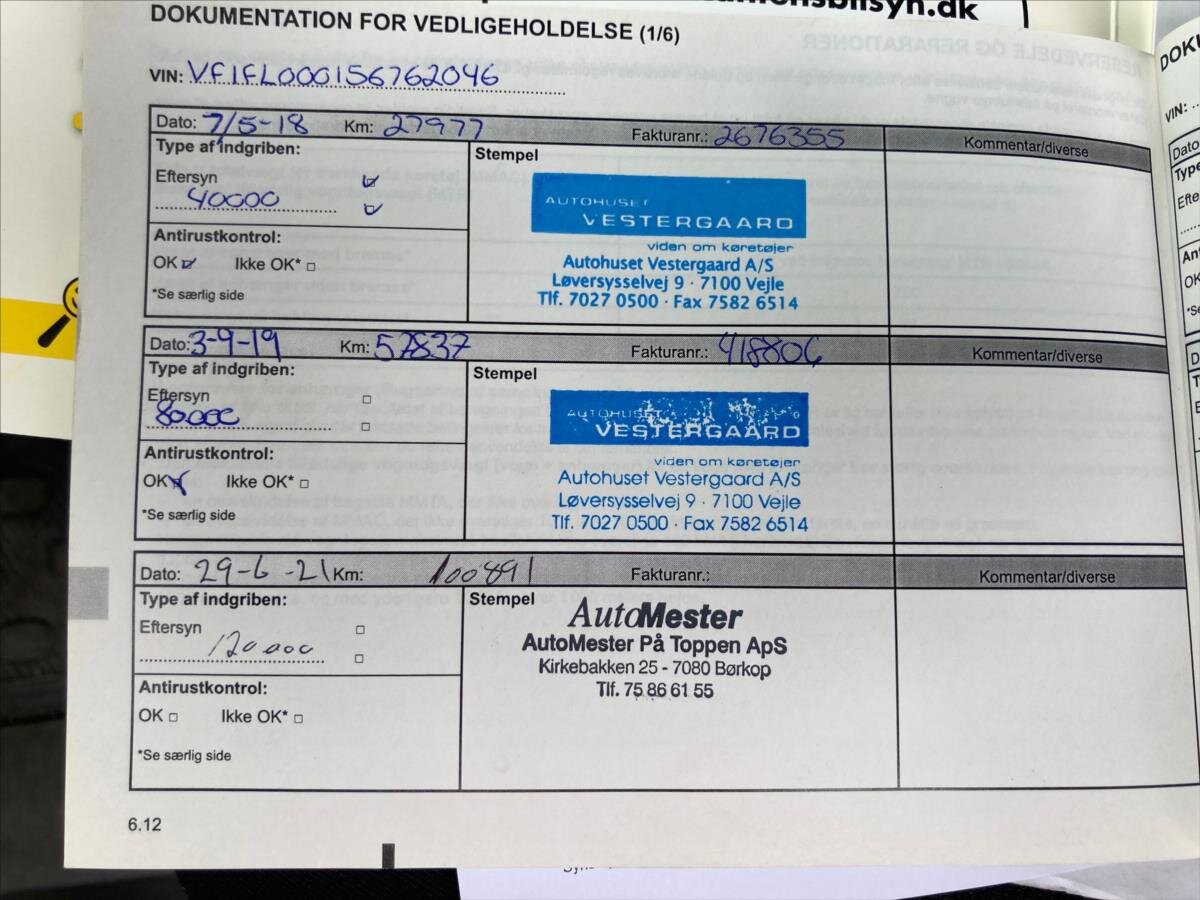 DOKUMENTATION FOR VEDLIGEHOLDELSE (1/6)
VIN: VF1FL000156762046
Dato: 7/5-18 Km: 27977 Fakturanr.: 2676355 Kommentar/diverse
Type af indgriben:
Stempel
Eftersyn
40000
AUTOHUSET
VESTERGAARD
viden om køretøjer
Autohuset Vestergaard A/S
Løversysselvej 9 · 7100 Vejle
Tlf. 7027 0500 · Fax 7582 6514
Antirustkontrol:
OK Ikke OK*
*Se særlig side
Dato: 3-9-19 Km: 52837 Fakturanr.: 418806 Kommentar/diverse
Type af indgriben:
Stempel
Eftersyn
80000
AUTOHUSET
VESTERGAARD
viden om køretøjer
Autohuset Vestergaard A/S
Løversysselvej 9 · 7100 Vejle
Tlf. 7027 0500 · Fax 7582 6514
Antirustkontrol:
OK Ikke OK*
*Se særlig side
Dato: 29-6-21 Km: 100891 Fakturanr.: Kommentar/diverse
Type af indgriben:
Stempel
Eftersyn
120000
AutoMester
AutoMester På Toppen ApS
Kirkebakken 25 - 7080 Børkop
Tlf. 75 86 61 55
Antirustkontrol:
OK Ikke OK*
*Se særlig side
6.12
VIN:
Dato